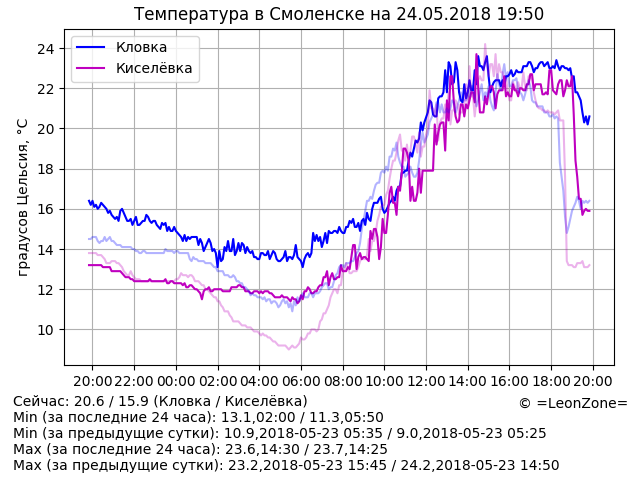 Температура в Смоленске на 24.05.2018 19:50
градусов Цельсия, °C
24
22
20
18
16
14
12
10
Кловка
Киселёвка
20:00 22:00 00:00 02:00 04:00 06:00 08:00 10:00 12:00 14:00 16:00 18:00 20:00
Сейчас: 20.6 / 15.9 (Кловка / Киселёвка)
© =LeonZone=
Min (за последние 24 часа): 13.1,02:00 / 11.3,05:50
Min (за предыдущие сутки): 10.9,2018-05-23 05:35 / 9.0,2018-05-23 05:25
Max (за последние 24 часа): 23.6,14:30 / 23.7,14:25
Max (за предыдущие сутки): 23.2,2018-05-23 15:45 / 24.2,2018-05-23 14:50